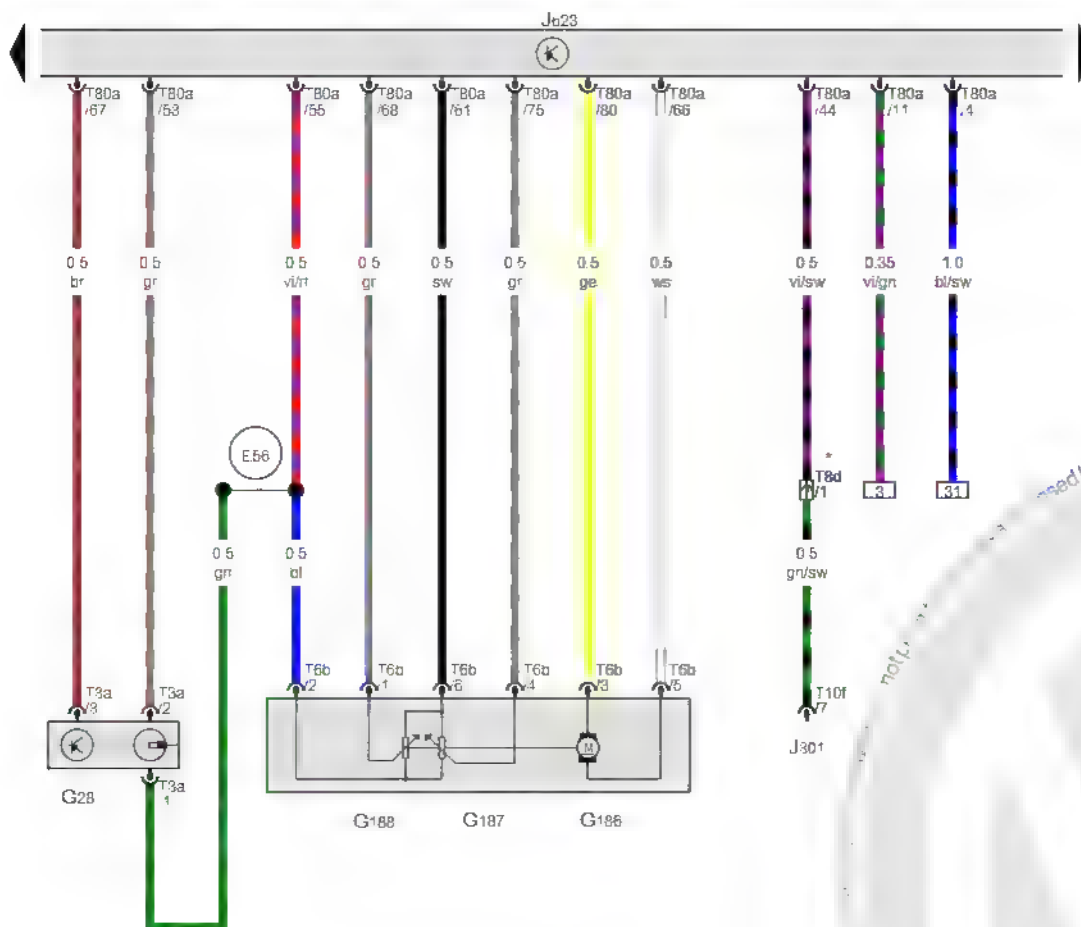 J623
T80a T80a T80a T80a T80a T80a T80a T80a T80a T80a T80a
/67 /53 /55 /68 /61 /75 /80 /66 /44 /11 /4
0.5 0.5 0.5 0.5 0.5 0.5 0.5 0.5 0.5 0.35 1.0
br gr vi/rt gr sw gr ge ws vi/sw vi/gn bl/sw
E56
*
T8d
/1
3
31
0.5 0.5 0.5
gn bl gn/sw
T3a T3a T6b T6b T6b T6b T6b T6b T10f
/3 /2 /2 /1 /6 /4 /3 /5 /7
M
J301
T3a
1
G28
G188 G187 G186